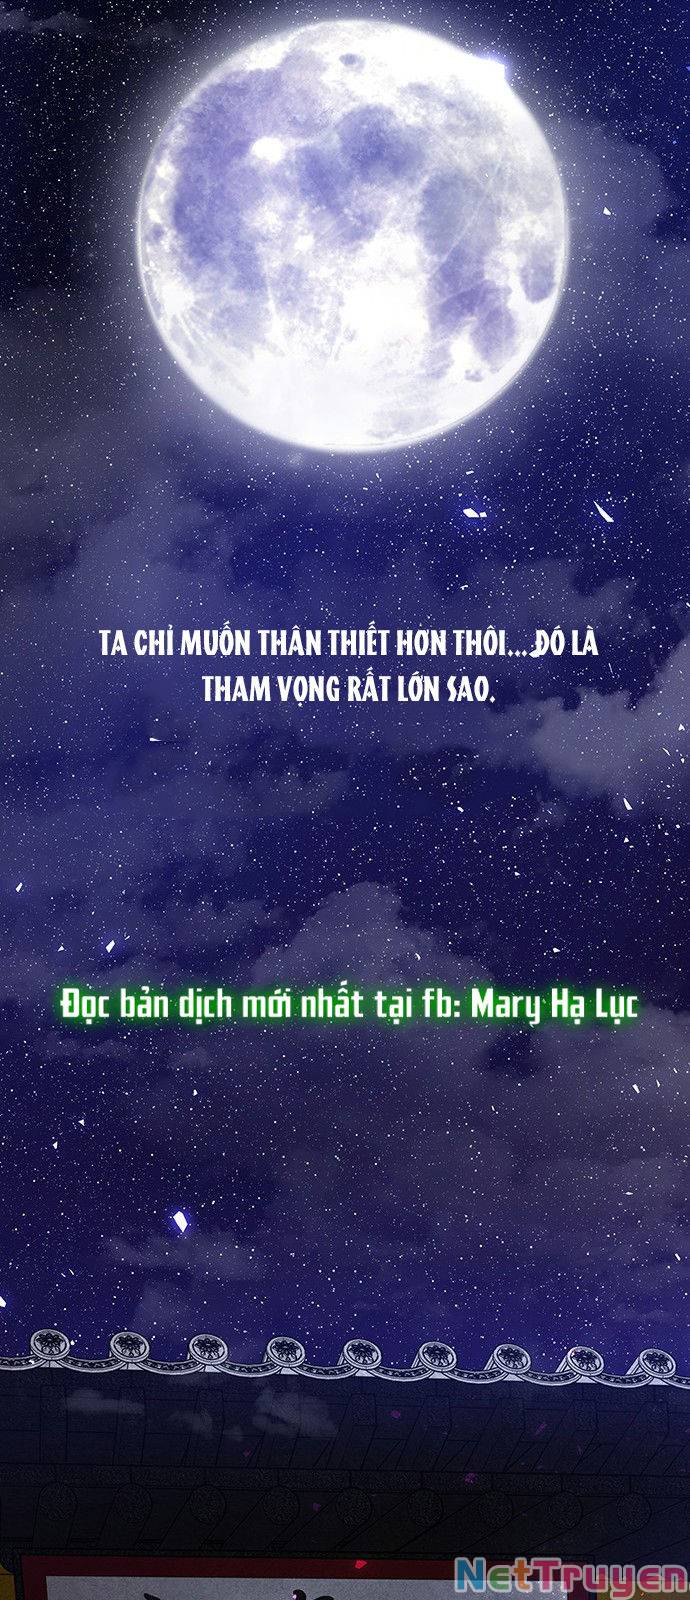 TA CHỈ MUỐN THÂN THIẾT HƠN THÔI... ĐÓ LÀ
THAM VỌNG RẤT LỚN SAO.
Đọc bản dịch mới nhất tại fb: Mary Hạ Lục
NetTruyen